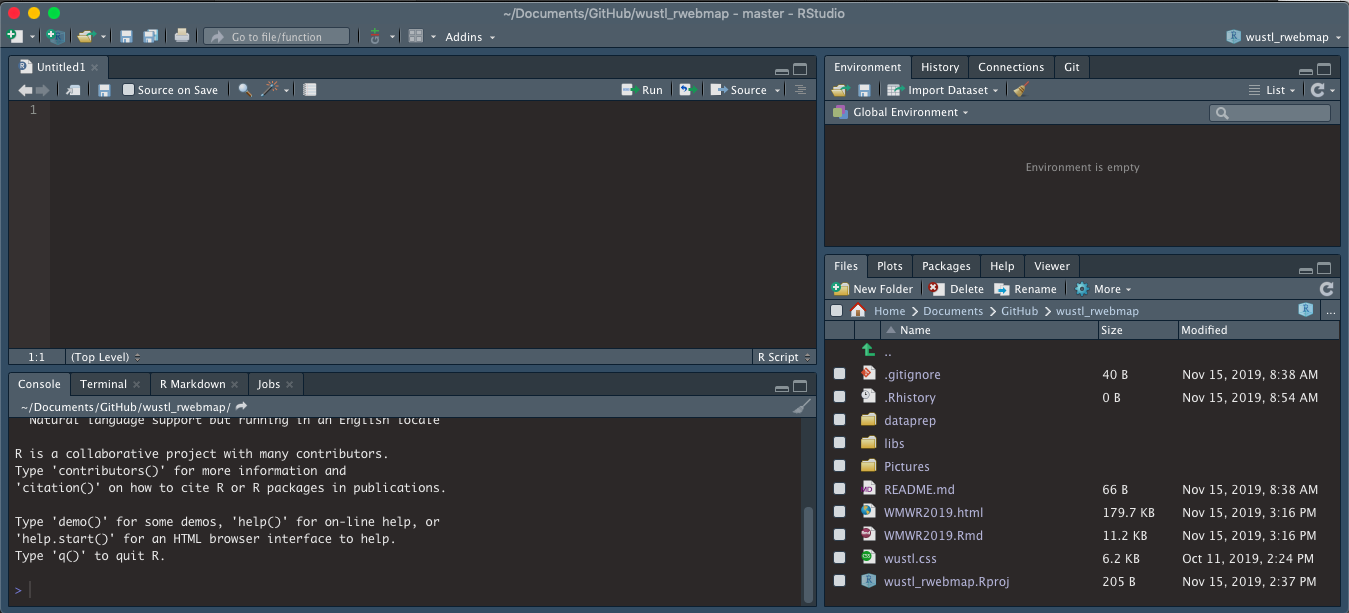 ~/Documents/GitHub/wustl_rwebmap - master - RStudio
Go to file/function
Addins
wustl_rwebmap
Untitled1
Source on Save
Run
Source
1
1:1
(Top Level)
R Script
Console
Terminal
R Markdown
Jobs
~/Documents/GitHub/wustl_rwebmap/
Natural language support but running in an English locale
R is a collaborative project with many contributors.
Type 'contributors()' for more information and
'citation()' on how to cite R or R packages in publications.
Type 'demo()' for some demos, 'help()' for on-line help, or
'help.start()' for an HTML browser interface to help.
Type 'q()' to quit R.
>
Environment
History
Connections
Git
Import Dataset
List
Global Environment
Environment is empty
Files
Plots
Packages
Help
Viewer
New Folder
Delete
Rename
More
Home
Documents
GitHub
wustl_rwebmap
...
Name Size Modified
..
.gitignore 40 B Nov 15, 2019, 8:38 AM
.Rhistory 0 B Nov 15, 2019, 8:54 AM
dataprep
libs
Pictures
README.md 66 B Nov 15, 2019, 8:38 AM
WMWR2019.html 179.7 KB Nov 15, 2019, 3:16 PM
WMWR2019.Rmd 11.2 KB Nov 15, 2019, 3:16 PM
wustl.css 6.2 KB Oct 11, 2019, 2:24 PM
wustl_rwebmap.Rproj 205 B Nov 15, 2019, 2:37 PM